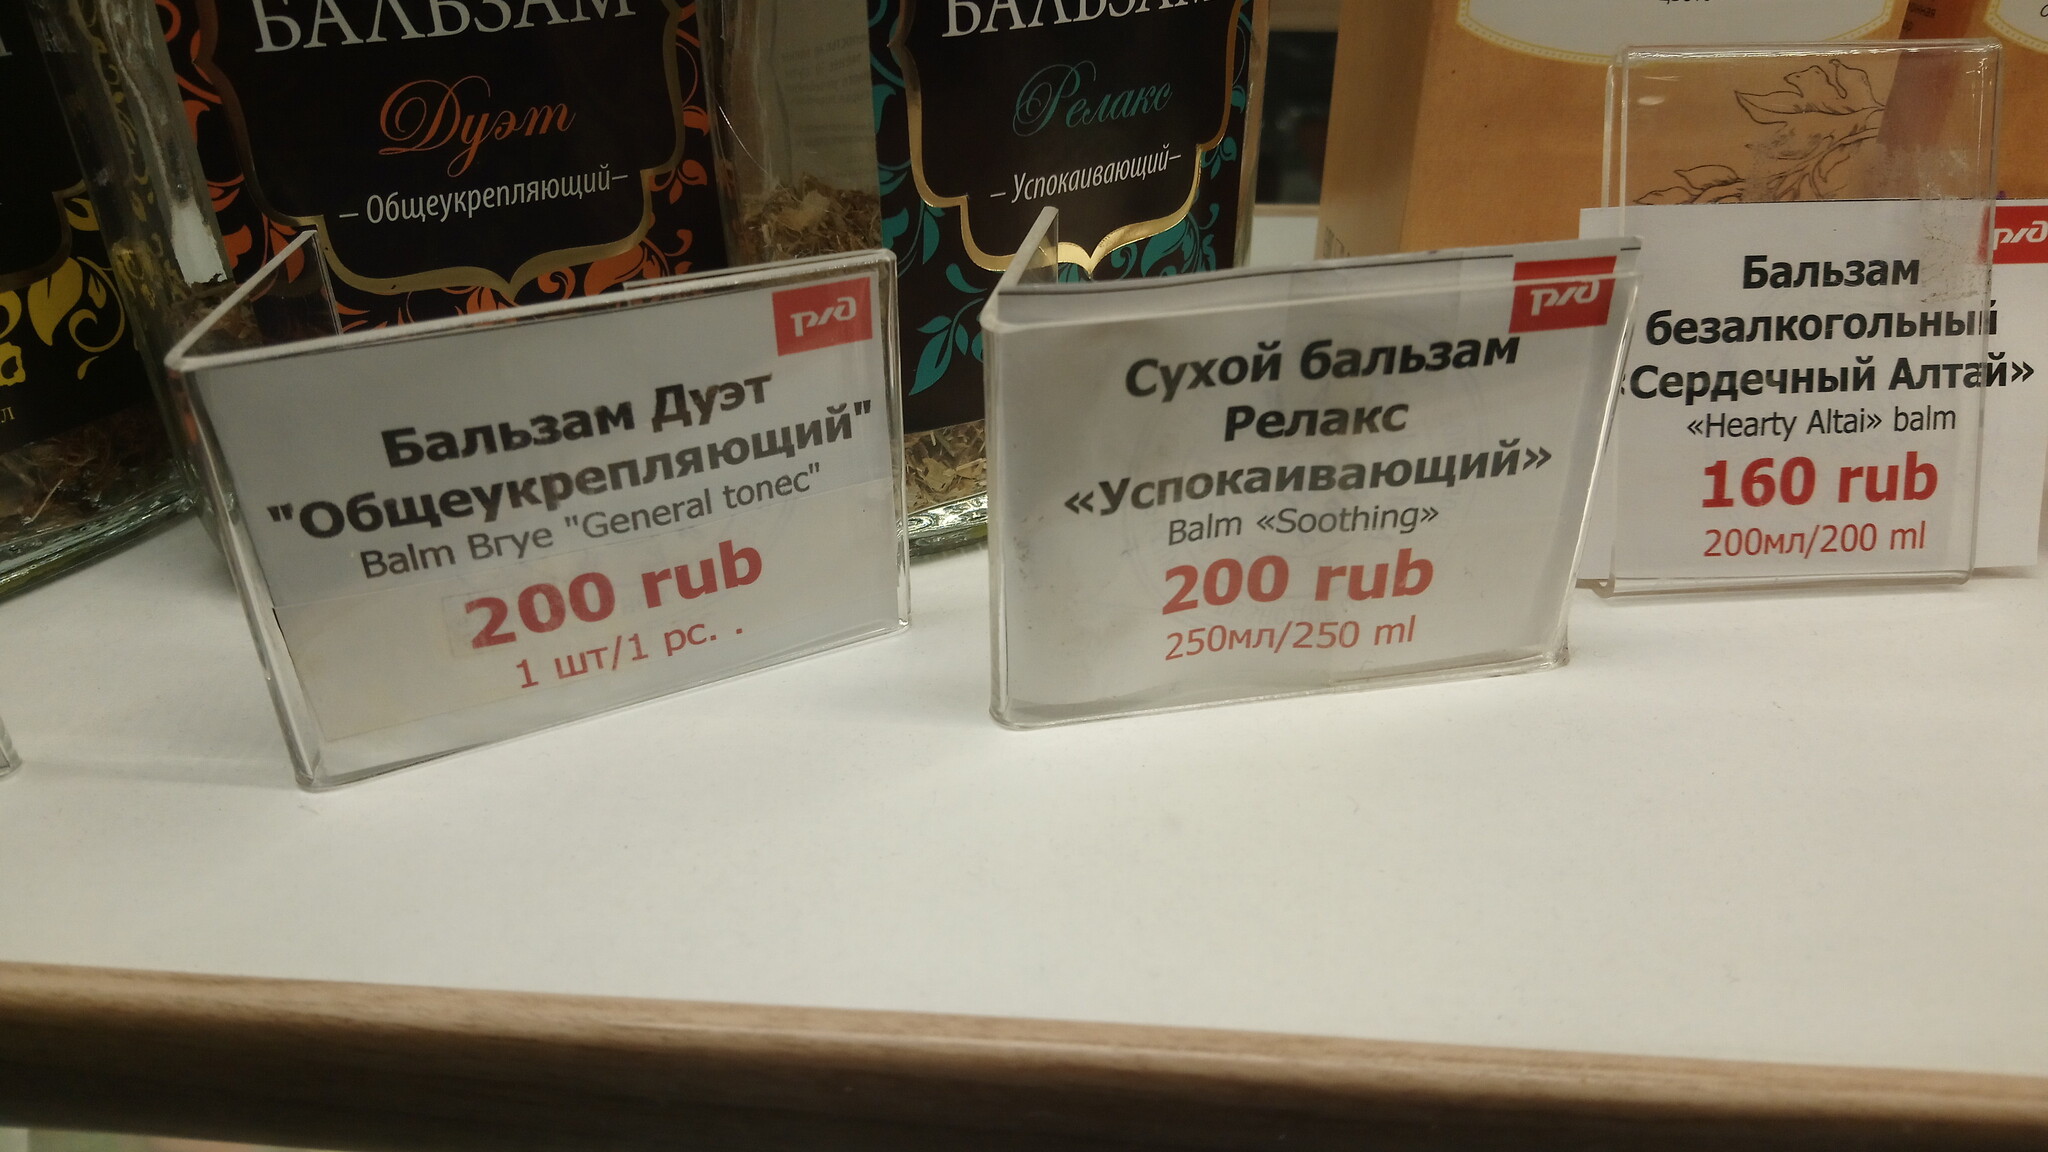 БАЛЬЗАМ
Дуэт
– Общеукрепляющий–
БАЛЬЗАМ
Релакс
– Успокаивающий–
ржд
Бальзам Дуэт
"Общеукрепляющий"
Balm Brye "General tonec"
200 rub
1 шт/1 pc. .
ржд
Сухой бальзам
Релакс
«Успокаивающий»
Balm «Soothing»
200 rub
250мл/250 ml
ржд
Бальзам
безалкогольный
«Сердечный Алтай»
«Hearty Altai» balm
160 rub
200мл/200 ml